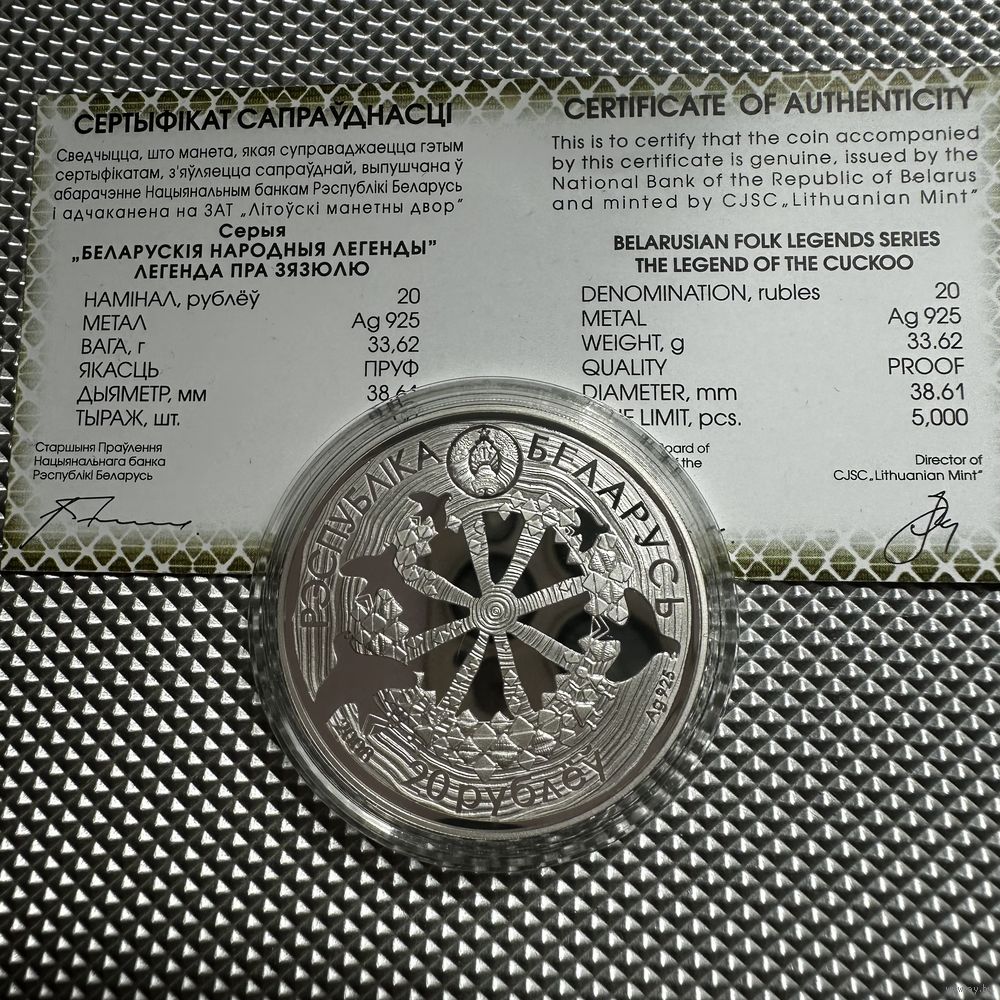 СЕРТЫФІКАТ САПРАЎДНАСЦІ
Сведчыцца, што манета, якая суправаджаецца гэтым
сертыфікатам, з'яўляецца сапраўднай, выпушчана ў
абарачэнне Нацыянальным банкам Рэспублікі Беларусь
і адчаканена на ЗАТ „Літоўскі манетны двор”
Серыя
„БЕЛАРУСКІЯ НАРОДНЫЯ ЛЕГЕНДЫ”
ЛЕГЕНДА ПРА ЗЯЗЮЛЮ
НАМІНАЛ, рублёў 20
МЕТАЛ Ag 925
ВАГА, г 33,62
ЯКАСЦЬ ПРУФ
ДЫЯМЕТР, мм
ТЫРАЖ, шт.
Старшыня Праўлення
Нацыянальнага банка
Рэспублікі Беларусь
CERTIFICATE OF AUTHENTICITY
This is to certify that the coin accompanied
by this certificate is genuine, issued by the
National Bank of the Republic of Belarus
and minted by CJSC „Lithuanian Mint”
BELARUSIAN FOLK LEGENDS SERIES
THE LEGEND OF THE CUCKOO
DENOMINATION, rubles 20
METAL Ag 925
WEIGHT, g 33.62
QUALITY PROOF
DIAMETER, mm 38.61
LIMIT, pcs. 5,000
of
the
Director of
CJSC „Lithuanian Mint”
РЭСПУБЛІКА БЕЛАРУСЬ
Ag 925
2008
20 рублёў